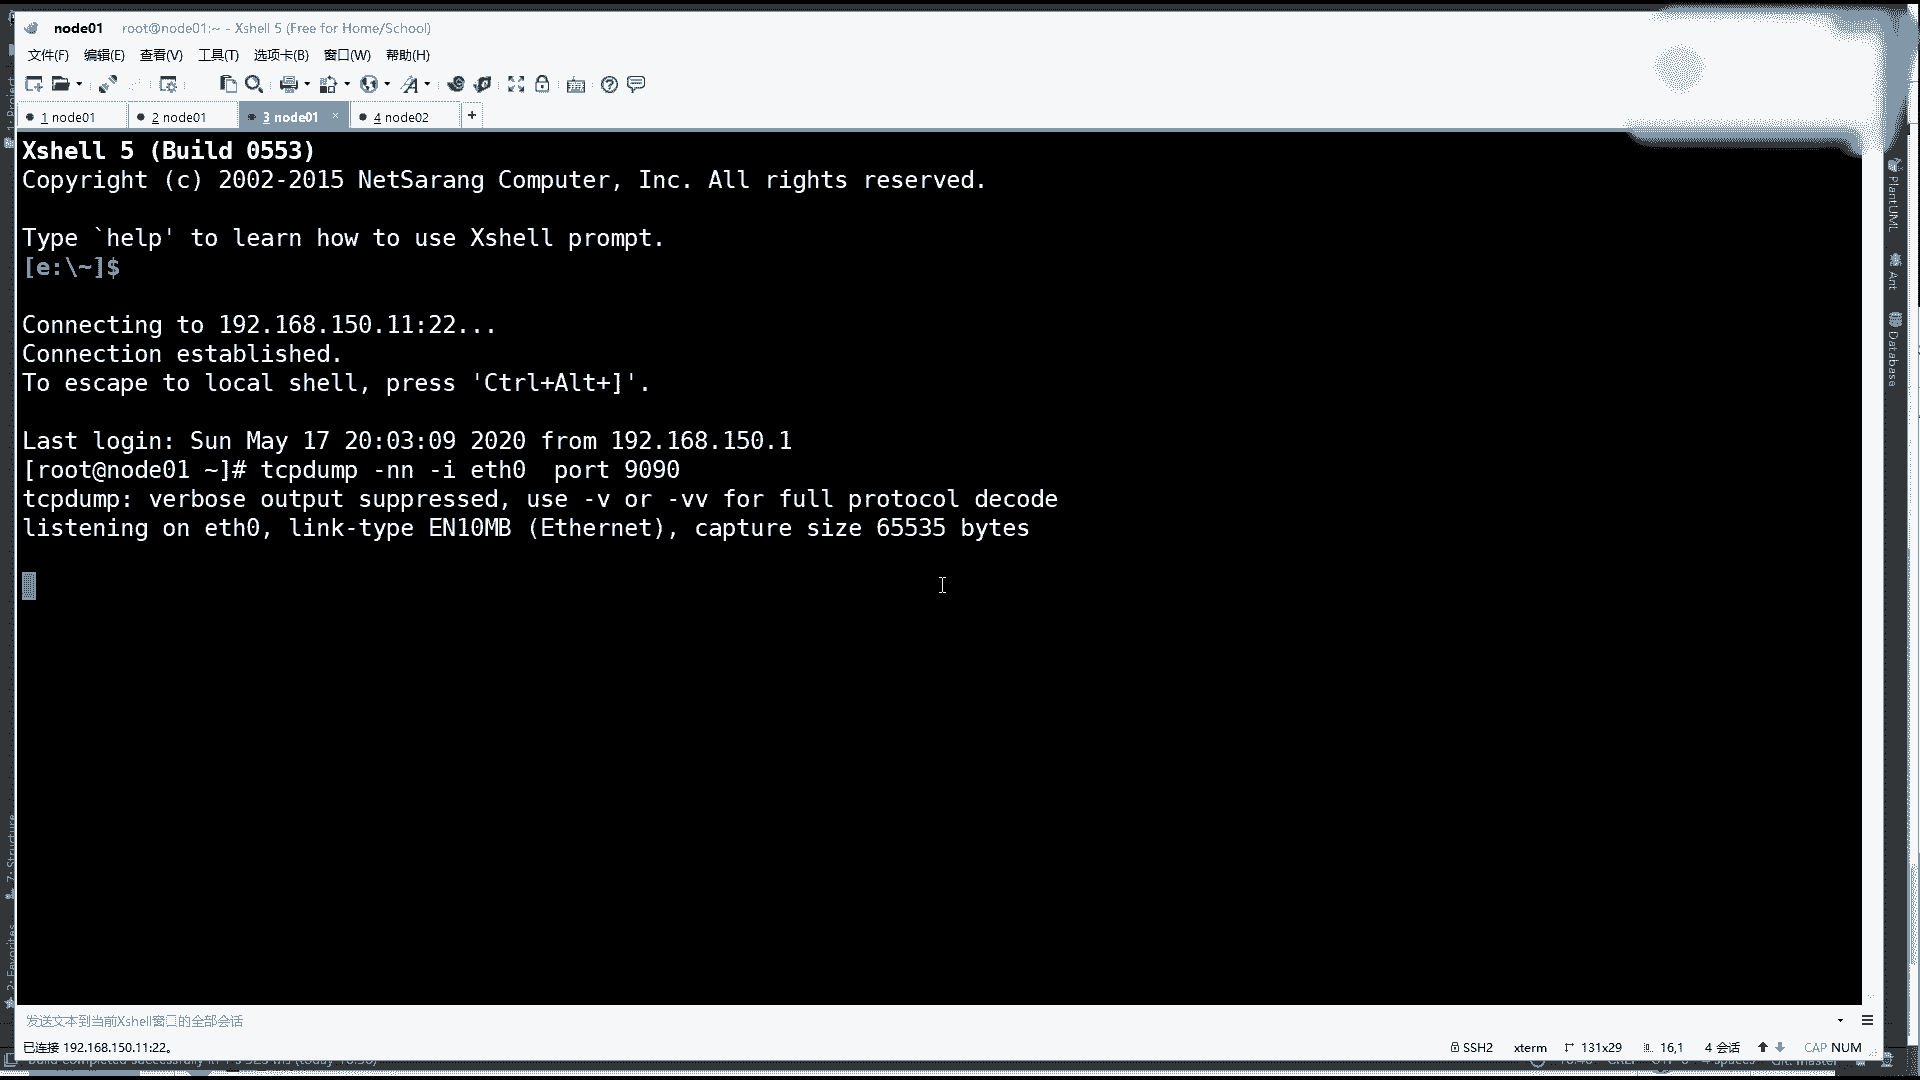 node01 root@node01:~ - Xshell 5 (Free for Home/School)
文件(F) 编辑(E) 查看(V) 工具(T) 选项卡(B) 窗口(W) 帮助(H)
1 node01 2 node01 3 node01 × 4 node02 +
Xshell 5 (Build 0553)
Copyright (c) 2002-2015 NetSarang Computer, Inc. All rights reserved.
Type `help' to learn how to use Xshell prompt.
[e:\~]$
Connecting to 192.168.150.11:22...
Connection established.
To escape to local shell, press 'Ctrl+Alt+]'.
Last login: Sun May 17 20:03:09 2020 from 192.168.150.1
[root@node01 ~]# tcpdump -nn -i eth0  port 9090
tcpdump: verbose output suppressed, use -v or -vv for full protocol decode
listening on eth0, link-type EN10MB (Ethernet), capture size 65535 bytes
发送文本到当前Xshell窗口的全部会话
已连接 192.168.150.11:22。
SSH2 xterm 131x29 16,1 4 会话 CAP NUM
PlantUML
Ant
Database
1: Project
7: Structure
2: Favorites